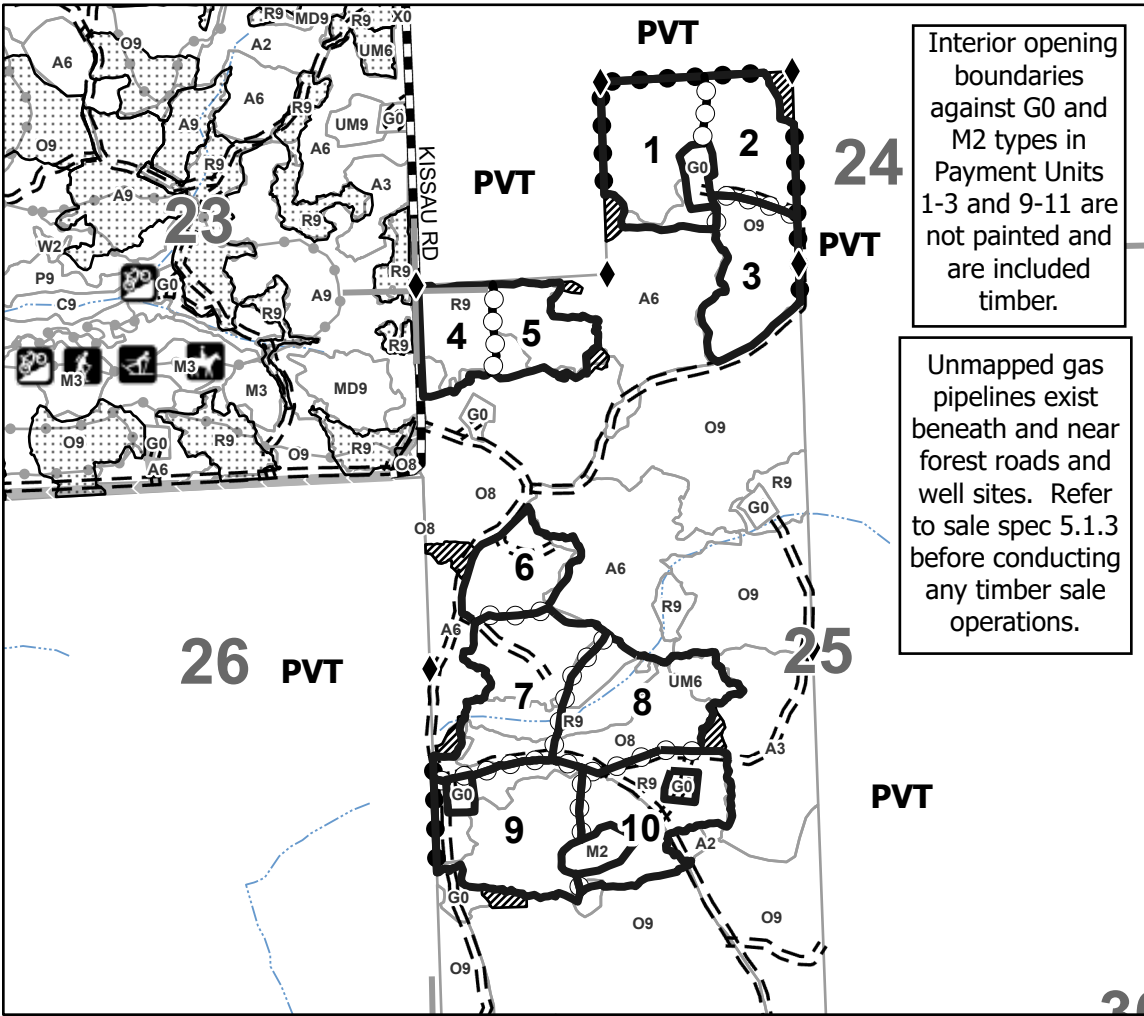 PVT
Interior opening
boundaries
against G0 and
M2 types in
Payment Units
1-3 and 9-11 are
not painted and
are included
timber.
Unmapped gas
pipelines exist
beneath and near
forest roads and
well sites. Refer
to sale spec 5.1.3
before conducting
any timber sale
operations.
R9
MD9
R9
X0
O9
A2
UM6
A6
A6
R9
G0
UM9
A9
A6
O9
R9
A3
A9
23
R9
W2
P9
G0
C9
A9
R9
R9
R9
M3
M3
M3
MD9
O9
G0
R9
O9
R9
A6
O8
KISSAU RD
PVT
1
2
G0
24
O9
PVT
3
A6
R9
4
5
G0
O9
O8
R9
G0
O8
6
A6
R9
O9
A6
26
PVT
25
7
UM6
8
R9
O8
A3
G0
R9
G0
PVT
9
10
M2
A2
G0
O9
O9
O9
30